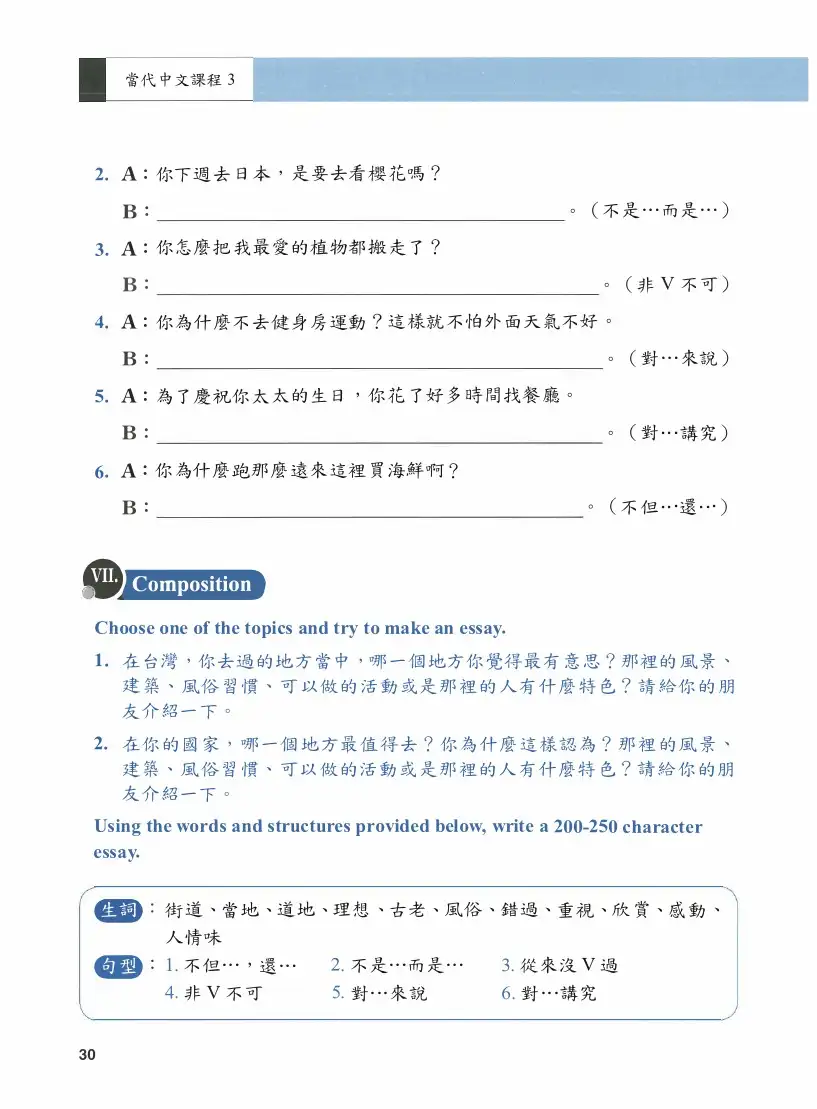 當代中文課程 3
2. A：你下週去日本，是要去看櫻花嗎？
B：＿＿＿＿＿＿＿＿＿＿＿＿＿＿＿＿。（不是…而是…）
3. A：你怎麼把我最愛的植物都搬走了？
B：＿＿＿＿＿＿＿＿＿＿＿＿＿＿＿＿。（非 V 不可）
4. A：你為什麼不去健身房運動？這樣就不怕外面天氣不好。
B：＿＿＿＿＿＿＿＿＿＿＿＿＿＿＿＿。（對…來說）
5. A：為了慶祝你太太的生日，你花了好多時間找餐廳。
B：＿＿＿＿＿＿＿＿＿＿＿＿＿＿＿＿。（對…講究）
6. A：你為什麼跑那麼遠來這裡買海鮮啊？
B：＿＿＿＿＿＿＿＿＿＿＿＿＿＿＿＿。（不但…還…）
VII. Composition
Choose one of the topics and try to make an essay.
1. 在台灣，你去過的地方當中，哪一個地方你覺得最有意思？那裡的風景、
建築、風俗習慣、可以做的活動或是那裡的人有什麼特色？請給你的朋
友介紹一下。
2. 在你的國家，哪一個地方最值得去？你為什麼這樣認為？那裡的風景、
建築、風俗習慣、可以做的活動或是那裡的人有什麼特色？請給你的朋
友介紹一下。
Using the words and structures provided below, write a 200-250 character
essay.
生詞：街道、當地、道地、理想、古老、風俗、錯過、重視、欣賞、感動、
人情味
句型：1. 不但…，還… 2. 不是…而是… 3. 從來沒 V 過
4. 非 V 不可 5. 對…來說 6. 對…講究
30